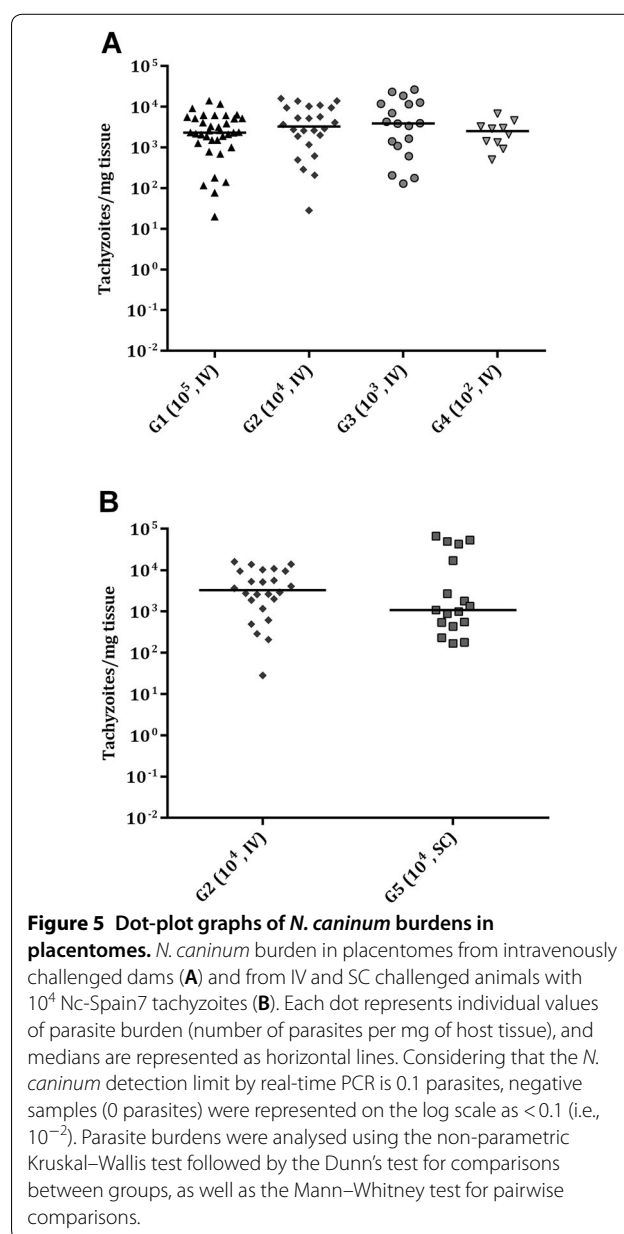 A
10⁵
10⁴
10³
10²
10¹
10⁰
10⁻¹
10⁻²
Tachyzoites/mg tissue
G1 (10⁵, IV)
G2 (10⁴, IV)
G3 (10³, IV)
G4 (10², IV)
B
10⁵
10⁴
10³
10²
10¹
10⁰
10⁻¹
10⁻²
Tachyzoites/mg tissue
G2 (10⁴, IV)
G5 (10⁴, SC)
Figure 5 Dot-plot graphs of N. caninum burdens in
placentomes. N. caninum burden in placentomes from intravenously
challenged dams (A) and from IV and SC challenged animals with
10⁴ Nc-Spain7 tachyzoites (B). Each dot represents individual values
of parasite burden (number of parasites per mg of host tissue), and
medians are represented as horizontal lines. Considering that the N.
caninum detection limit by real-time PCR is 0.1 parasites, negative
samples (0 parasites) were represented on the log scale as < 0.1 (i.e.,
10⁻²). Parasite burdens were analysed using the non-parametric
Kruskal–Wallis test followed by the Dunn's test for comparisons
between groups, as well as the Mann–Whitney test for pairwise
comparisons.